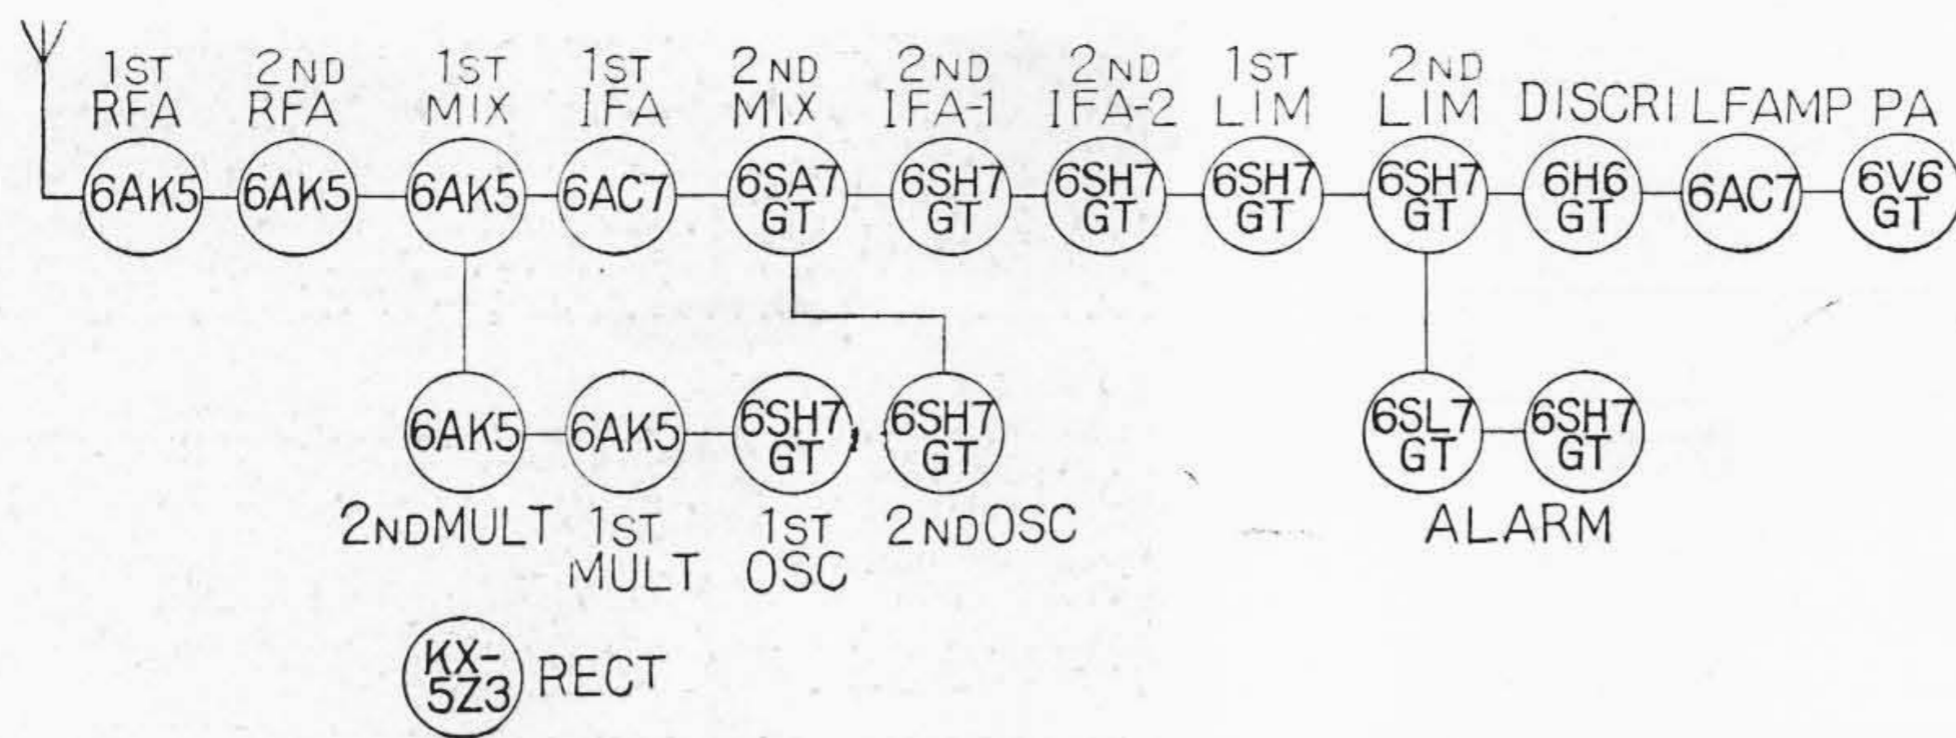 1ST RFA
2ND RFA
1ST MIX
1ST IFA
2ND MIX
2ND IFA-1
2ND IFA-2
1ST LIM
2ND LIM
DISCRI
LFAMP
PA
6AK5
6AK5
6AK5
6AC7
6SA7 GT
6SH7 GT
6SH7 GT
6SH7 GT
6SH7 GT
6H6 GT
6AC7
6V6 GT
6AK5
6AK5
6SH7 GT
6SH7 GT
6SL7 GT
6SH7 GT
2NDMULT
1ST MULT
1ST OSC
2NDOSC
ALARM
KX-5Z3
RECT